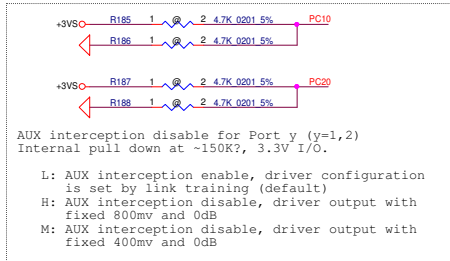 +3VS R185 1 @ 2 4.7K 0201 5% PC10
R186 1 @ 2 4.7K 0201 5%
+3VS R187 1 @ 2 4.7K 0201 5% PC20
R188 1 @ 2 4.7K 0201 5%
AUX interception disable for Port y (y=1,2)
Internal pull down at ~150K?, 3.3V I/O.
L: AUX interception enable, driver configuration
is set by link training (default)
H: AUX interception disable, driver output with
fixed 800mv and 0dB
M: AUX interception disable, driver output with
fixed 400mv and 0dB